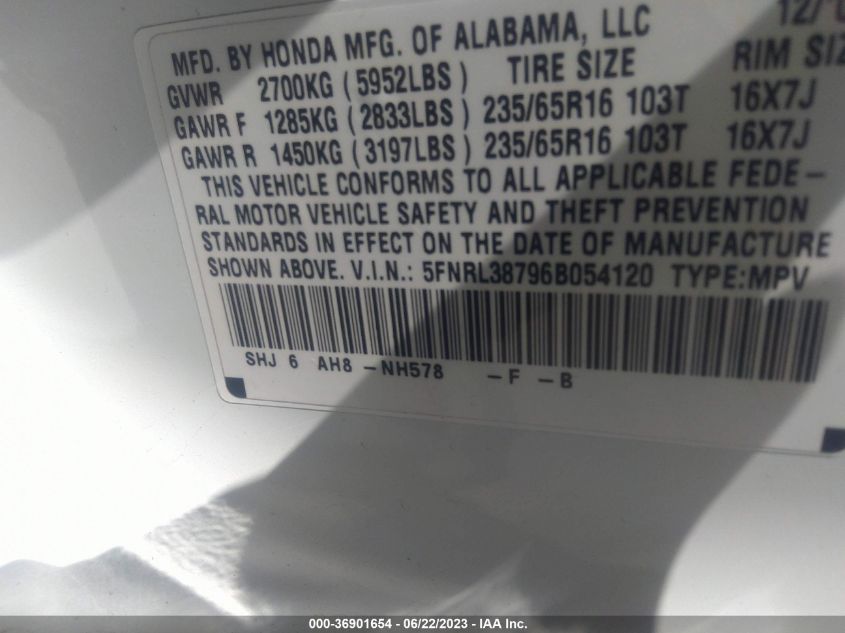 12/
MFD. BY HONDA MFG. OF ALABAMA, LLC
GVWR 2700KG ( 5952LBS ) TIRE SIZE RIM SIZ
GAWR F 1285KG ( 2833LBS ) 235/65R16 103T 16X7J
GAWR R 1450KG ( 3197LBS ) 235/65R16 103T 16X7J
THIS VEHICLE CONFORMS TO ALL APPLICABLE FEDE-
RAL MOTOR VEHICLE SAFETY AND THEFT PREVENTION
STANDARDS IN EFFECT ON THE DATE OF MANUFACTURE
SHOWN ABOVE. V.I.N.: 5FNRL38796B054120 TYPE:MPV
SHJ 6 AH8 -NH578 -F -B
000-36901654 - 06/22/2023 - IAA Inc.